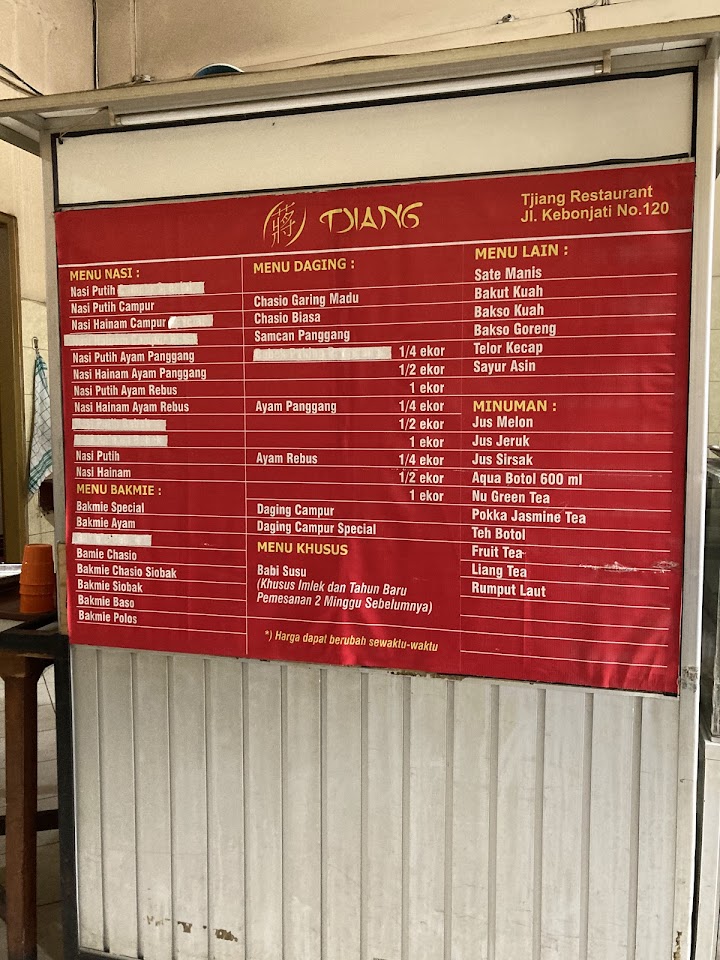 蔣 TJIANG
Tjiang Restaurant
Jl. Kebonjati No.120
MENU NASI :
Nasi Putih
Nasi Putih Campur
Nasi Hainam Campur
Nasi Putih Ayam Panggang
Nasi Hainam Ayam Panggang
Nasi Putih Ayam Rebus
Nasi Hainam Ayam Rebus
Nasi Putih
Nasi Hainam
MENU BAKMIE :
Bakmie Special
Bakmie Ayam
Bamie Chasio
Bakmie Chasio Siobak
Bakmie Siobak
Bakmie Baso
Bakmie Polos
MENU DAGING :
Chasio Garing Madu
Chasio Biasa
Samcan Panggang
1/4 ekor
1/2 ekor
1 ekor
Ayam Panggang 1/4 ekor
1/2 ekor
1 ekor
Ayam Rebus 1/4 ekor
1/2 ekor
1 ekor
Daging Campur
Daging Campur Special
MENU KHUSUS
Babi Susu
(Khusus Imlek dan Tahun Baru
Pemesanan 2 Minggu Sebelumnya)
*) Harga dapat berubah sewaktu-waktu
MENU LAIN :
Sate Manis
Bakut Kuah
Bakso Kuah
Bakso Goreng
Telor Kecap
Sayur Asin
MINUMAN :
Jus Melon
Jus Jeruk
Jus Sirsak
Aqua Botol 600 ml
Nu Green Tea
Pokka Jasmine Tea
Teh Botol
Fruit Tea
Liang Tea
Rumput Laut